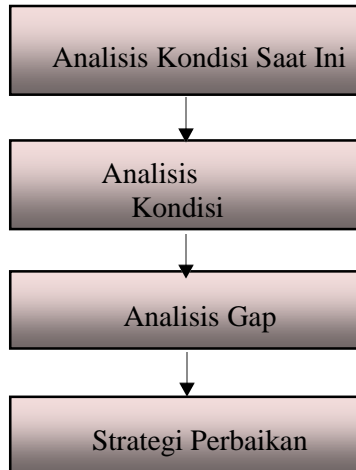 Analisis Kondisi Saat Ini
Analisis
Kondisi
Analisis Gap
Strategi Perbaikan